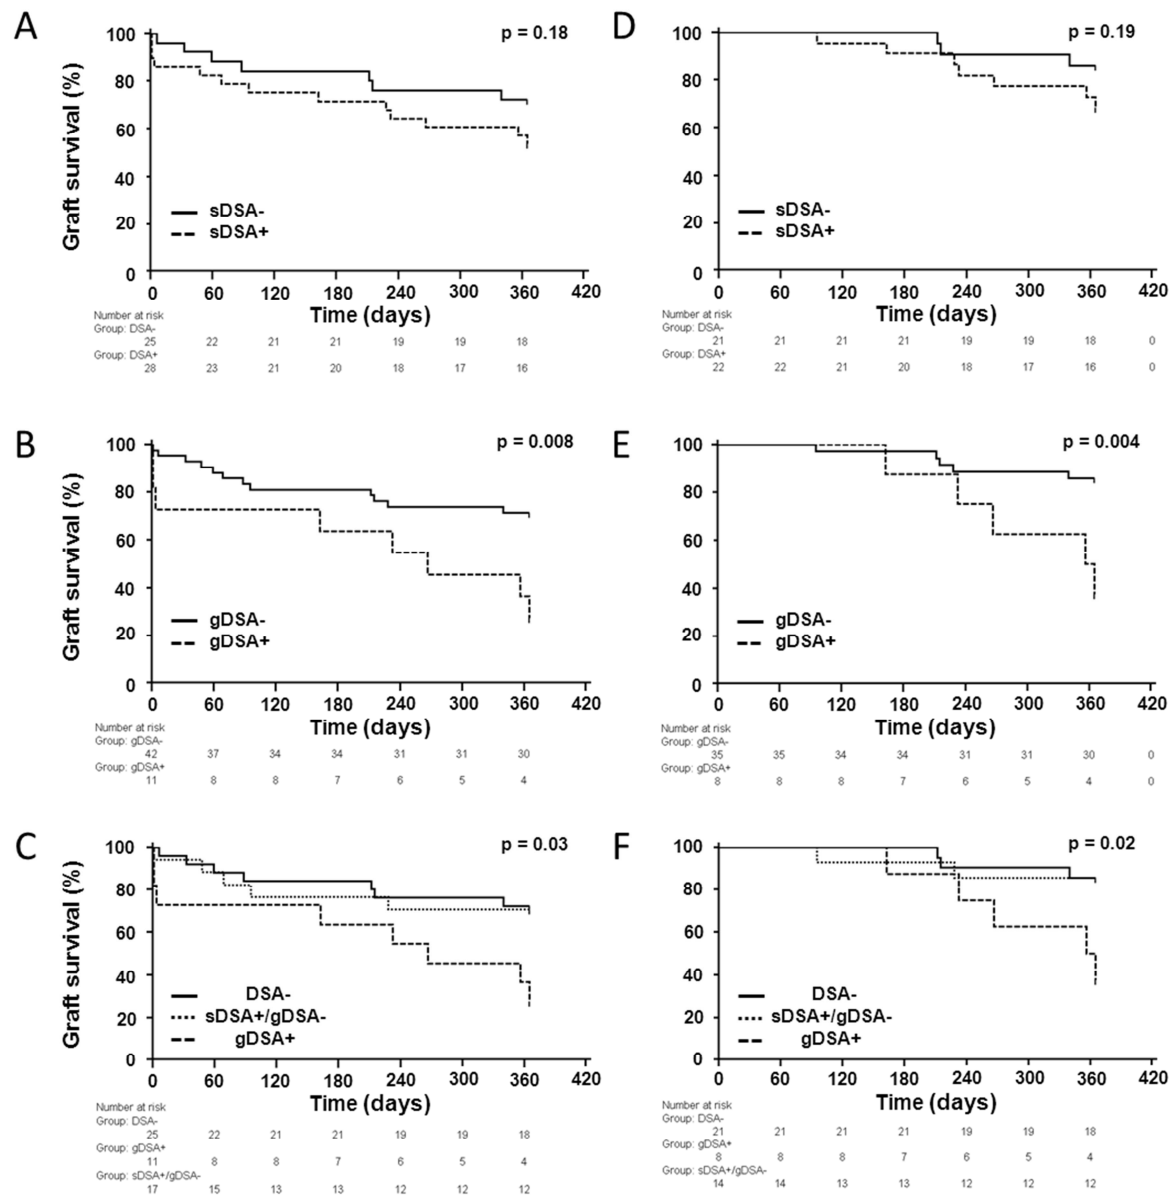 A
p = 0.18
Graft survival (%)
100
80
60
40
20
0
sDSA-
sDSA+
0 60 120 180 240 300 360 420
Time (days)
Number at risk
Group: DSA-
25 22 21 21 19 19 18
Group: DSA+
28 23 21 20 18 17 16
D
p = 0.19
100
80
60
40
20
0
sDSA-
sDSA+
0 60 120 180 240 300 360 420
Time (days)
Number at risk
Group: DSA-
21 21 21 21 19 19 18 0
Group: DSA+
22 22 21 20 18 17 16 0
B
p = 0.008
Graft survival (%)
100
80
60
40
20
0
gDSA-
gDSA+
0 60 120 180 240 300 360 420
Time (days)
Number at risk
Group: gDSA-
42 37 34 34 31 31 30
Group: gDSA+
11 8 8 7 6 5 4
E
p = 0.004
100
80
60
40
20
0
gDSA-
gDSA+
0 60 120 180 240 300 360 420
Time (days)
Number at risk
Group: gDSA-
35 35 34 34 31 31 30 0
Group: gDSA+
8 8 8 7 6 5 4 0
C
p = 0.03
Graft survival (%)
100
80
60
40
20
0
DSA-
sDSA+/gDSA-
gDSA+
0 60 120 180 240 300 360 420
Time (days)
Number at risk
Group: DSA-
25 22 21 21 19 19 18
Group: gDSA+
11 8 8 7 6 5 4
Group: sDSA+/gDSA-
17 15 13 13 12 12 12
F
p = 0.02
100
80
60
40
20
0
DSA-
sDSA+/gDSA-
gDSA+
0 60 120 180 240 300 360 420
Time (days)
Number at risk
Group: DSA-
21 21 21 21 19 19 18
Group: gDSA+
8 8 8 7 6 5 4
Group: sDSA+/gDSA-
14 14 13 13 12 12 12